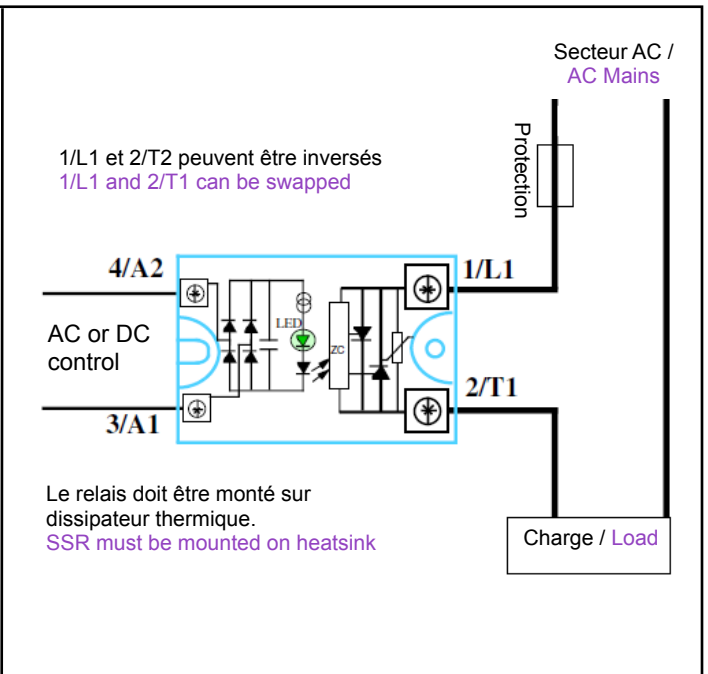 Secteur AC /
AC Mains
Protection
1/L1 et 2/T2 peuvent être inversés
1/L1 and 2/T1 can be swapped
4/A2
1/L1
LED
AC or DC
control
ZC
2/T1
3/A1
Le relais doit être monté sur
dissipateur thermique.
SSR must be mounted on heatsink
Charge / Load